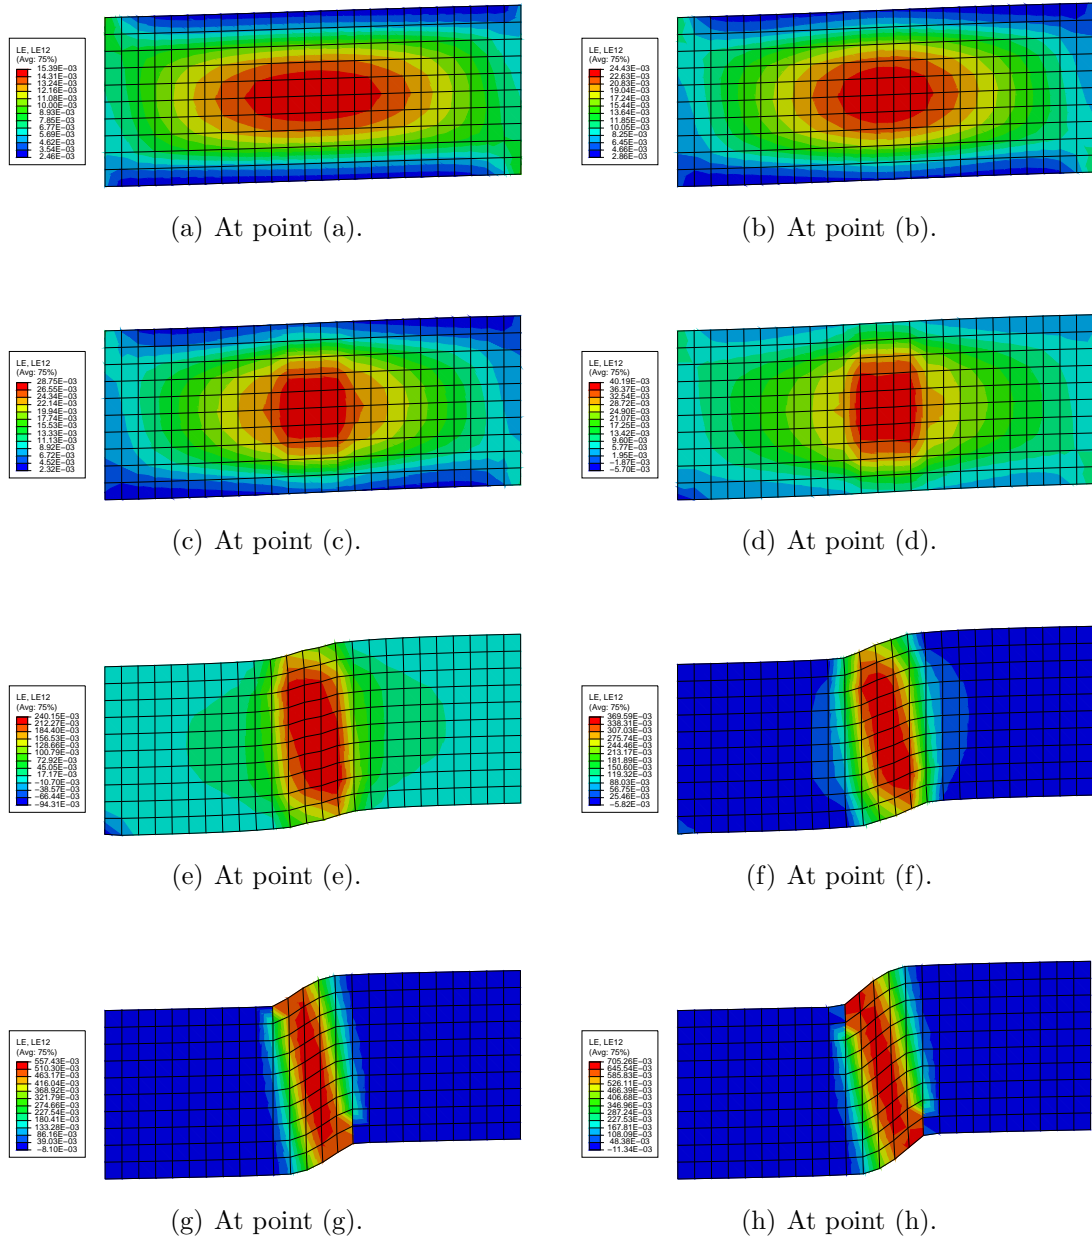 LE, LE12
(Avg: 75%)
15.39E−03
14.31E−03
13.24E−03
12.16E−03
11.08E−03
10.00E−03
8.93E−03
7.85E−03
6.77E−03
5.69E−03
4.62E−03
3.54E−03
2.46E−03
(a) At point (a).
LE, LE12
(Avg: 75%)
24.43E−03
22.63E−03
20.83E−03
19.04E−03
17.24E−03
15.44E−03
13.64E−03
11.85E−03
10.05E−03
8.25E−03
6.45E−03
4.66E−03
2.86E−03
(b) At point (b).
LE, LE12
(Avg: 75%)
28.75E−03
26.55E−03
24.34E−03
22.14E−03
19.94E−03
17.74E−03
15.53E−03
13.33E−03
11.13E−03
8.92E−03
6.72E−03
4.52E−03
2.32E−03
(c) At point (c).
LE, LE12
(Avg: 75%)
40.19E−03
36.37E−03
32.54E−03
28.72E−03
24.90E−03
21.07E−03
17.25E−03
13.42E−03
9.60E−03
5.77E−03
1.95E−03
−1.87E−03
−5.70E−03
(d) At point (d).
LE, LE12
(Avg: 75%)
240.15E−03
212.27E−03
184.40E−03
156.53E−03
128.66E−03
100.79E−03
72.92E−03
45.05E−03
17.17E−03
−10.70E−03
−38.57E−03
−66.44E−03
−94.31E−03
(e) At point (e).
LE, LE12
(Avg: 75%)
369.59E−03
338.31E−03
307.03E−03
275.74E−03
244.46E−03
213.17E−03
181.89E−03
150.60E−03
119.32E−03
88.03E−03
56.75E−03
25.46E−03
−5.82E−03
(f) At point (f).
LE, LE12
(Avg: 75%)
557.43E−03
510.30E−03
463.17E−03
416.04E−03
368.92E−03
321.79E−03
274.66E−03
227.54E−03
180.41E−03
133.28E−03
86.16E−03
39.03E−03
−8.10E−03
(g) At point (g).
LE, LE12
(Avg: 75%)
705.26E−03
645.54E−03
585.83E−03
526.11E−03
466.39E−03
406.68E−03
346.96E−03
287.24E−03
227.53E−03
167.81E−03
108.09E−03
48.38E−03
−11.34E−03
(h) At point (h).